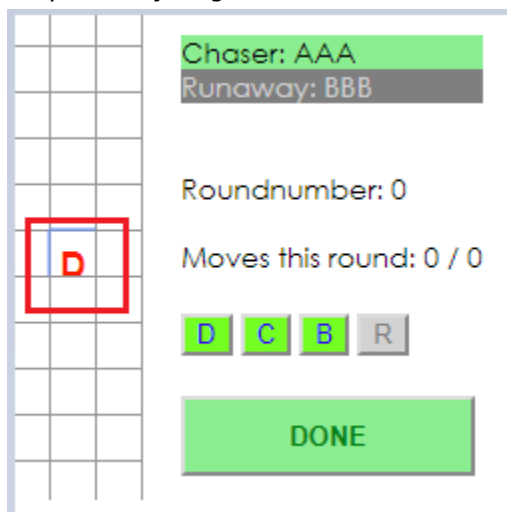 Chaser: AAA
Runaway: BBB
Roundnumber: 0
D
Moves this round: 0 / 0
D C B R
DONE